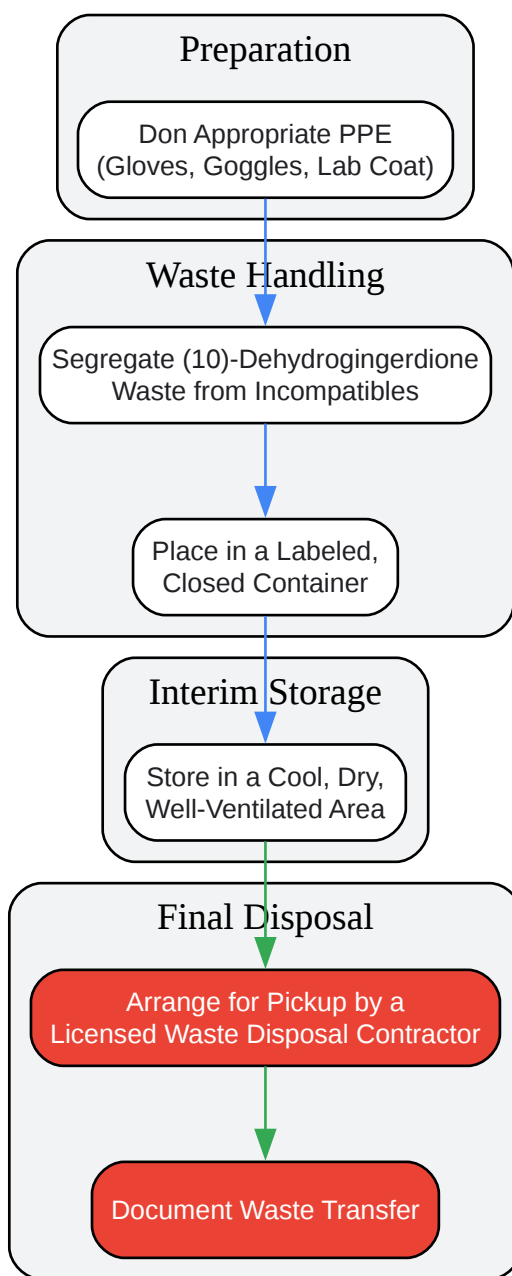 Preparation
Don Appropriate PPE
(Gloves, Goggles, Lab Coat)
Waste Handling
Segregate (10)-Dehydrogingerdione
Waste from Incompatibles
Place in a Labeled,
Closed Container
Interim Storage
Store in a Cool, Dry,
Well-Ventilated Area
Final Disposal
Arrange for Pickup by a
Licensed Waste Disposal Contractor
Document Waste Transfer